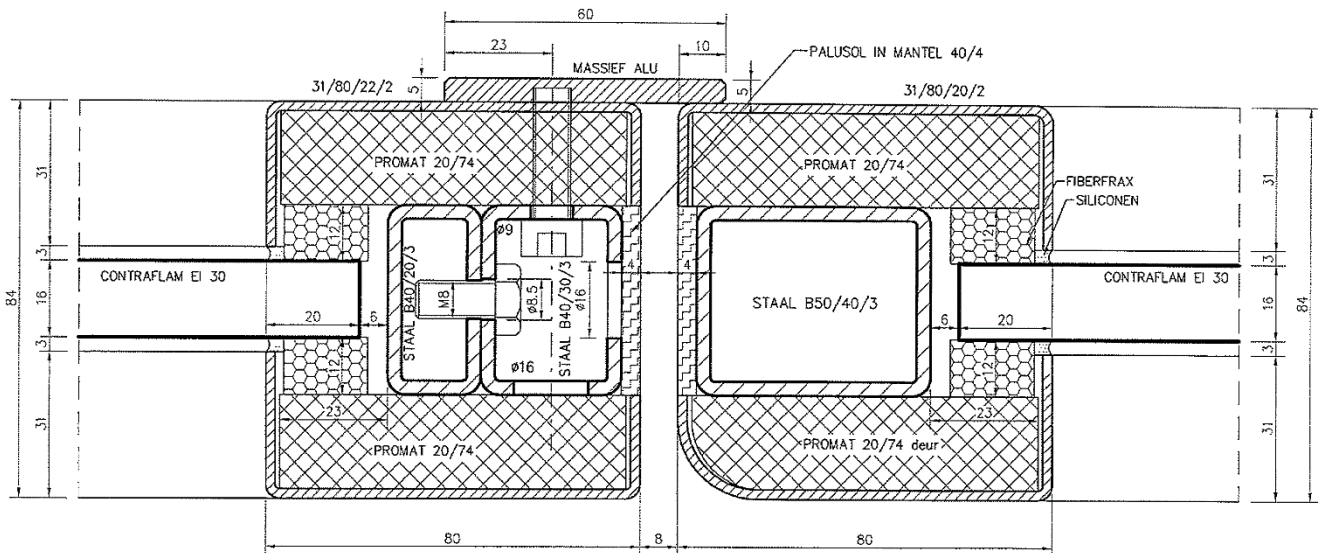 60
23
10
PALUSOL IN MANTEL 40/4
MASSIEF ALU
31/80/22/2
5
5
31/80/20/2
PROMAT 20/74
PROMAT 20/74
31
31
FIBERFRAX
SILICONEN
12
12
Ø9
3
3
CONTRAFLAM EI 30
STAAL B40/20/3
M8
Ø8.5
STAAL B40/30/3
Ø16
4
4
STAAL B50/40/3
CONTRAFLAM EI 30
84
16
16
84
20
6
6
20
3
3
12
12
Ø16
23
23
31
31
PROMAT 20/74
PROMAT 20/74 deur
80
8
80